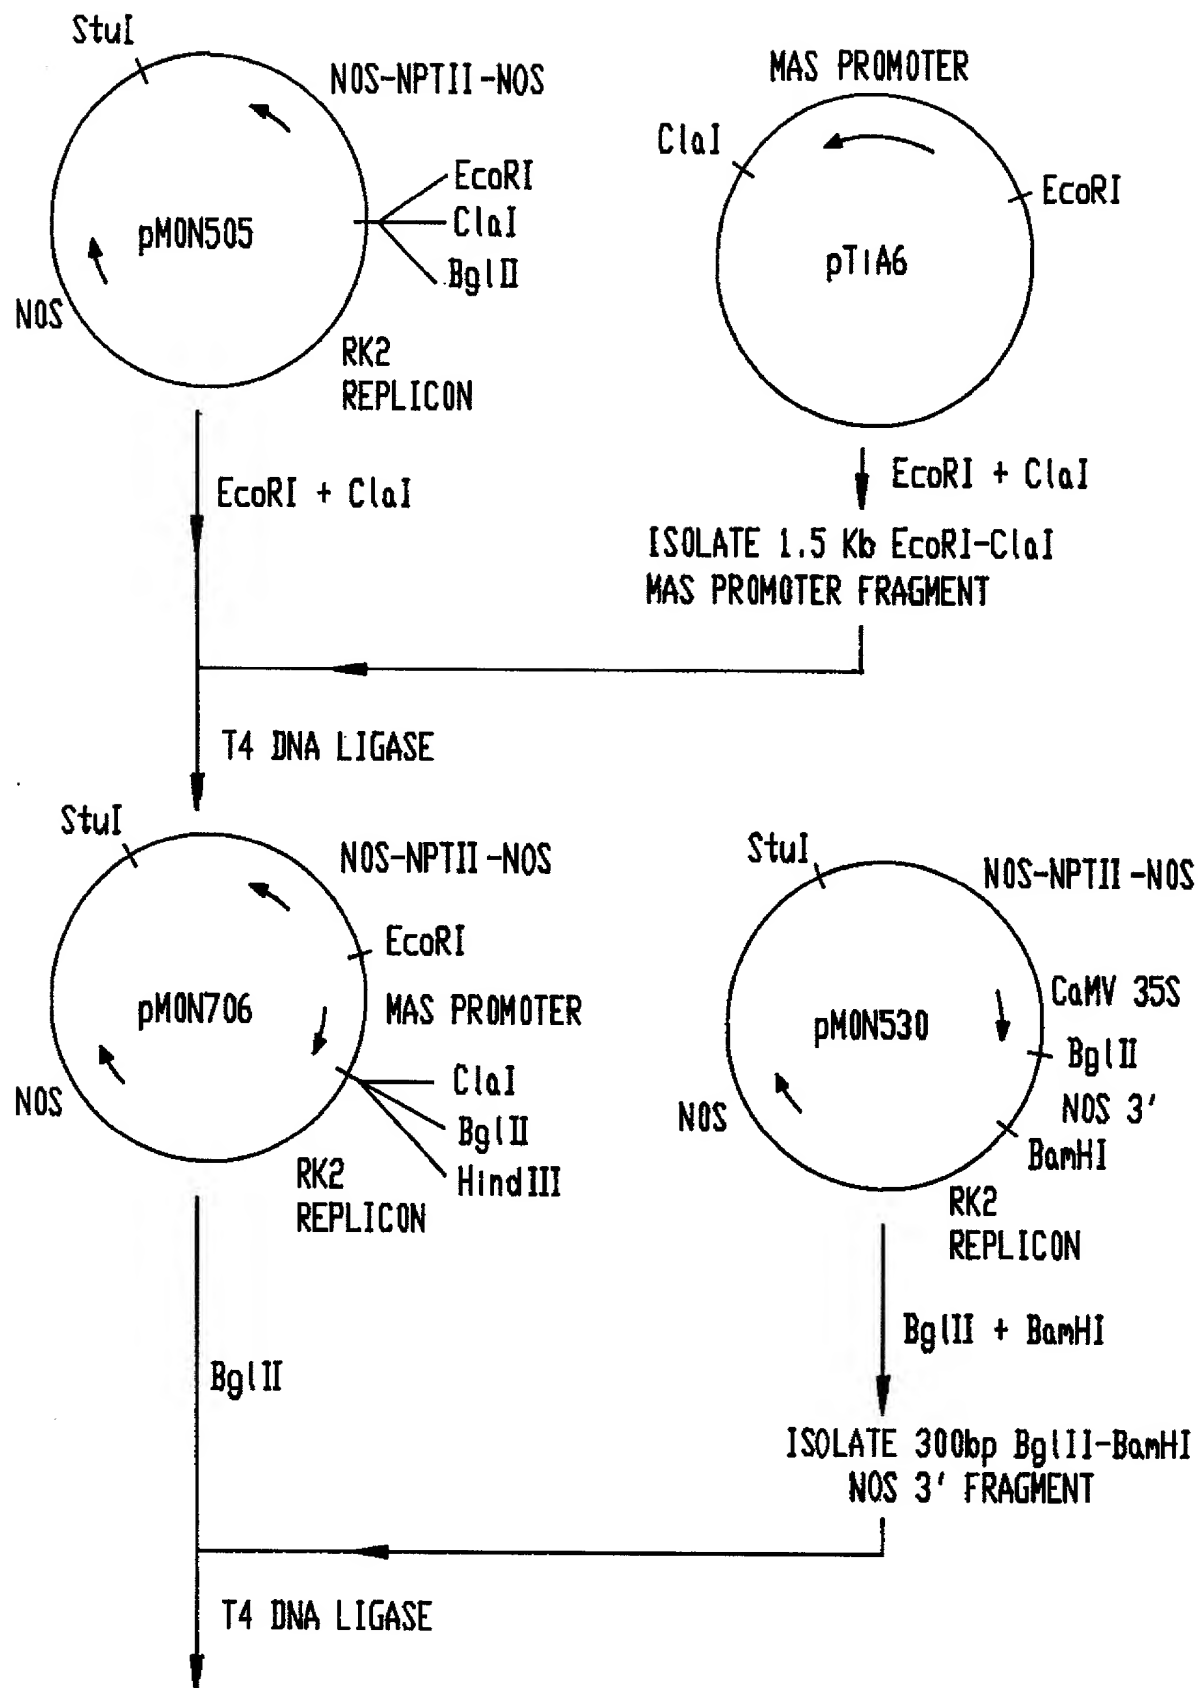 StuI
NOS-NPTII-NOS
EcoRI
ClaI
BglII
pMON505
NOS
RK2
REPLICON
MAS PROMOTER
ClaI
EcoRI
pTiA6
EcoRI + ClaI
EcoRI + ClaI
ISOLATE 1.5 Kb EcoRI-ClaI
MAS PROMOTER FRAGMENT
T4 DNA LIGASE
StuI
NOS-NPTII-NOS
EcoRI
pMON706
MAS PROMOTER
ClaI
BglII
HindIII
NOS
RK2
REPLICON
StuI
NOS-NPTII-NOS
CaMV 35S
pMON530
BglII
NOS 3'
BamHI
NOS
RK2
REPLICON
BglII
BglII + BamHI
ISOLATE 300bp BglII-BamHI
NOS 3' FRAGMENT
T4 DNA LIGASE